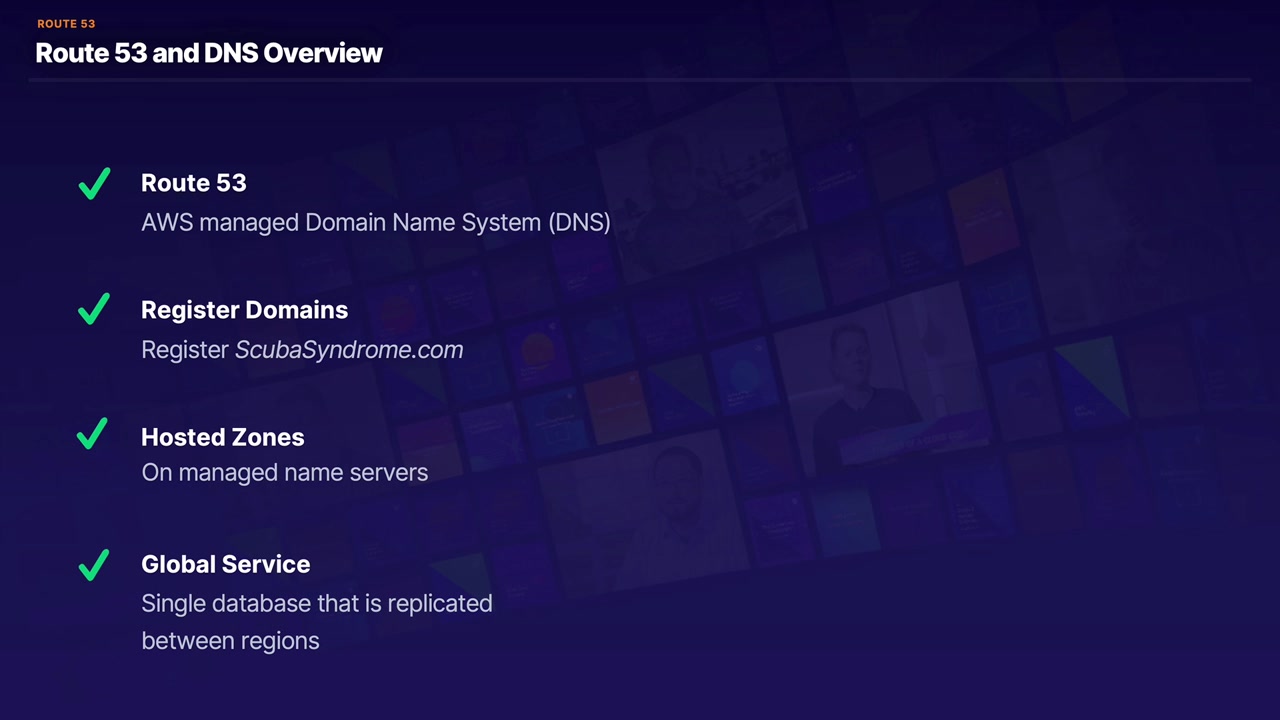 ROUTE 53
Route 53 and DNS Overview
Route 53
AWS managed Domain Name System (DNS)
Register Domains
Register ScubaSyndrome.com
Hosted Zones
On managed name servers
Global Service
Single database that is replicated
between regions